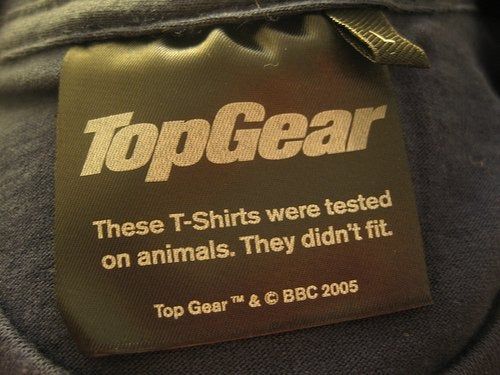 TopGear
These T-Shirts were tested
on animals. They didn't fit.
Top Gear ™ & © BBC 2005